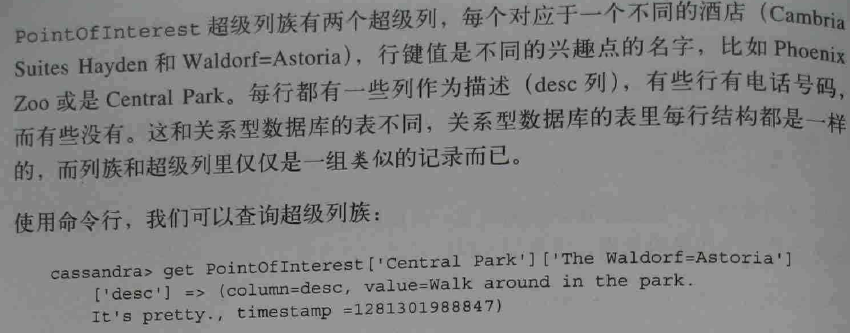 PointOfInterest 超级列族有两个超级列，每个对应于一个不同的酒店（Cambria
Suites Hayden 和 Waldorf=Astoria），行键值是不同的兴趣点的名字，比如 Phoenix
Zoo 或是 Central Park。每行都有一些列作为描述（desc 列），有些行有电话号码，
而有些没有。这和关系型数据库的表不同，关系型数据库的表里每行结构都是一样
的，而列族和超级列里仅仅是一组类似的记录而已。
使用命令行，我们可以查询超级列族：
cassandra> get PointOfInterest['Central Park']['The Waldorf=Astoria']
['desc'] => (column=desc, value=Walk around in the park.
It's pretty., timestamp =1281301988847)